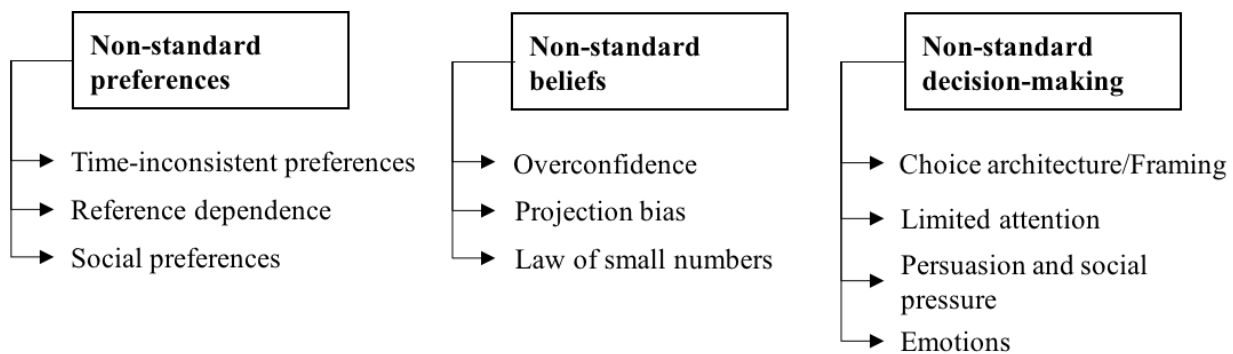 Non-standard
preferences
Time-inconsistent preferences
Reference dependence
Social preferences
Non-standard
beliefs
Overconfidence
Projection bias
Law of small numbers
Non-standard
decision-making
Choice architecture/Framing
Limited attention
Persuasion and social
pressure
Emotions